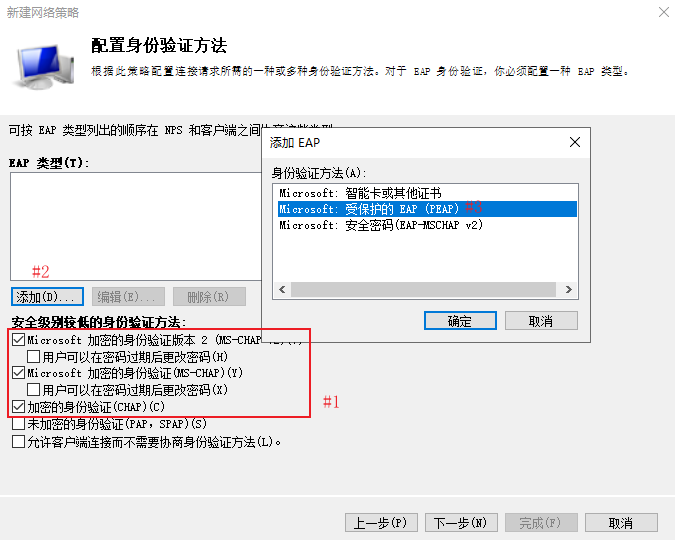 新建网络策略
配置身份验证方法
根据此策略配置连接请求所需的一种或多种身份验证方法。对于 EAP 身份验证，你必须配置一种 EAP 类型。
可按 EAP 类型列出的顺序在 NPS 和客户端之间
EAP 类型(T):
添加 EAP
身份验证方法(A):
Microsoft: 智能卡或其他证书
Microsoft: 受保护的 EAP (PEAP) #3
Microsoft: 安全密码(EAP-MSCHAP v2)
确定
取消
#2
添加(D)...
编辑(E)...
删除(R)
安全级别较低的身份验证方法:
Microsoft 加密的身份验证版本 2 (MS-CHAP
用户可以在密码过期后更改密码(H)
Microsoft 加密的身份验证(MS-CHAP)(Y)
用户可以在密码过期后更改密码(X)
加密的身份验证(CHAP)(C)
#1
未加密的身份验证(PAP，SPAP)(S)
允许客户端连接而不需要协商身份验证方法(L)。
上一步(P)
下一步(N)
完成(F)
取消